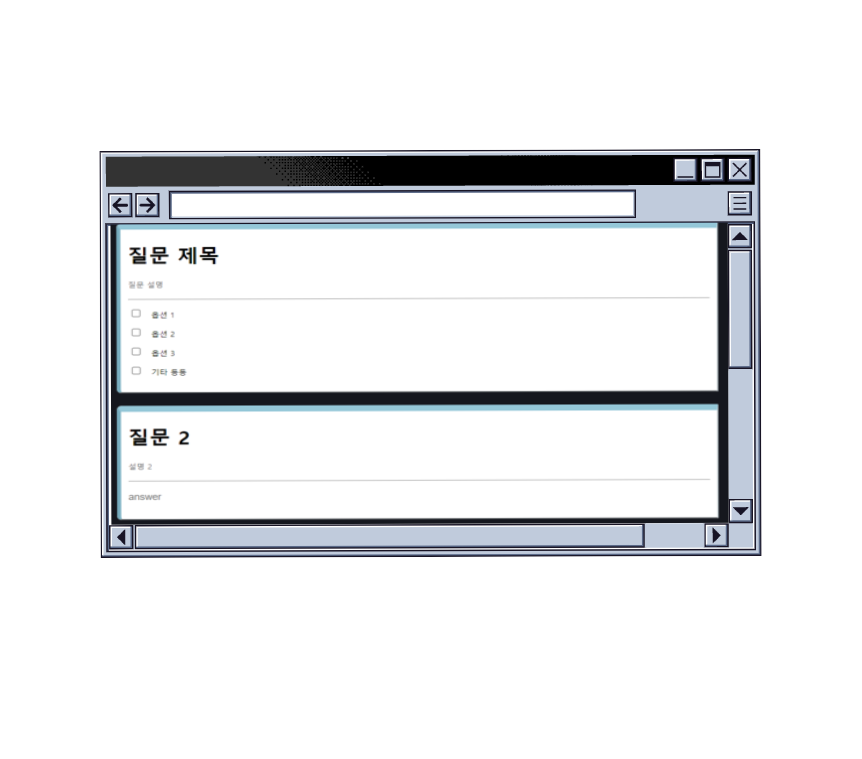 질문 제목
질문 설명
옵션 1
옵션 2
옵션 3
기타 등등
질문 2
설명 2
answer